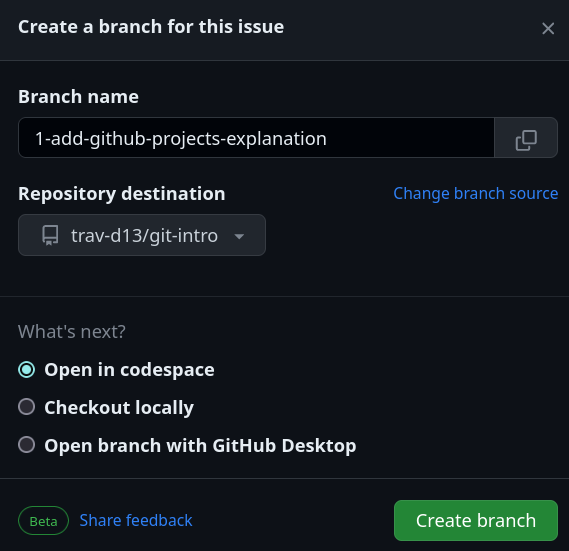 Create a branch for this issue
Branch name
1-add-github-projects-explanation
Repository destination
Change branch source
trav-d13/git-intro
What's next?
Open in codespace
Checkout locally
Open branch with GitHub Desktop
Beta
Share feedback
Create branch